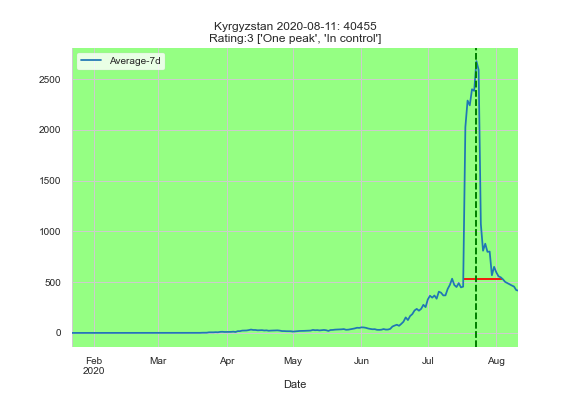 Kyrgyzstan 2020-08-11: 40455
Rating:3 ['One peak', 'In control']
Average-7d
2500
2000
1500
1000
500
0
Feb Mar Apr May Jun Jul Aug
2020
Date